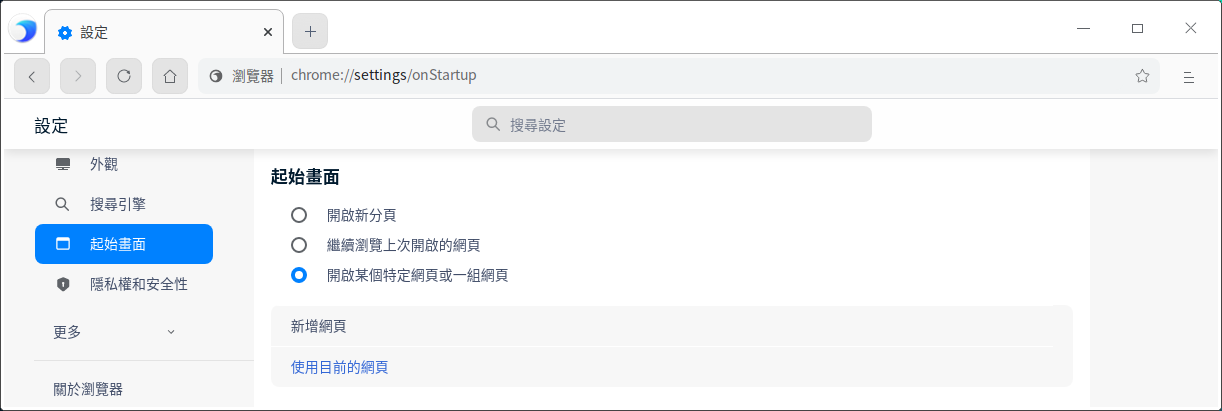 設定
瀏覽器 | chrome://settings/onStartup
設定
搜尋設定
外觀
搜尋引擎
起始畫面
隱私權和安全性
更多
關於瀏覽器
起始畫面
開啟新分頁
繼續瀏覽上次開啟的網頁
開啟某個特定網頁或一組網頁
新增網頁
使用目前的網頁